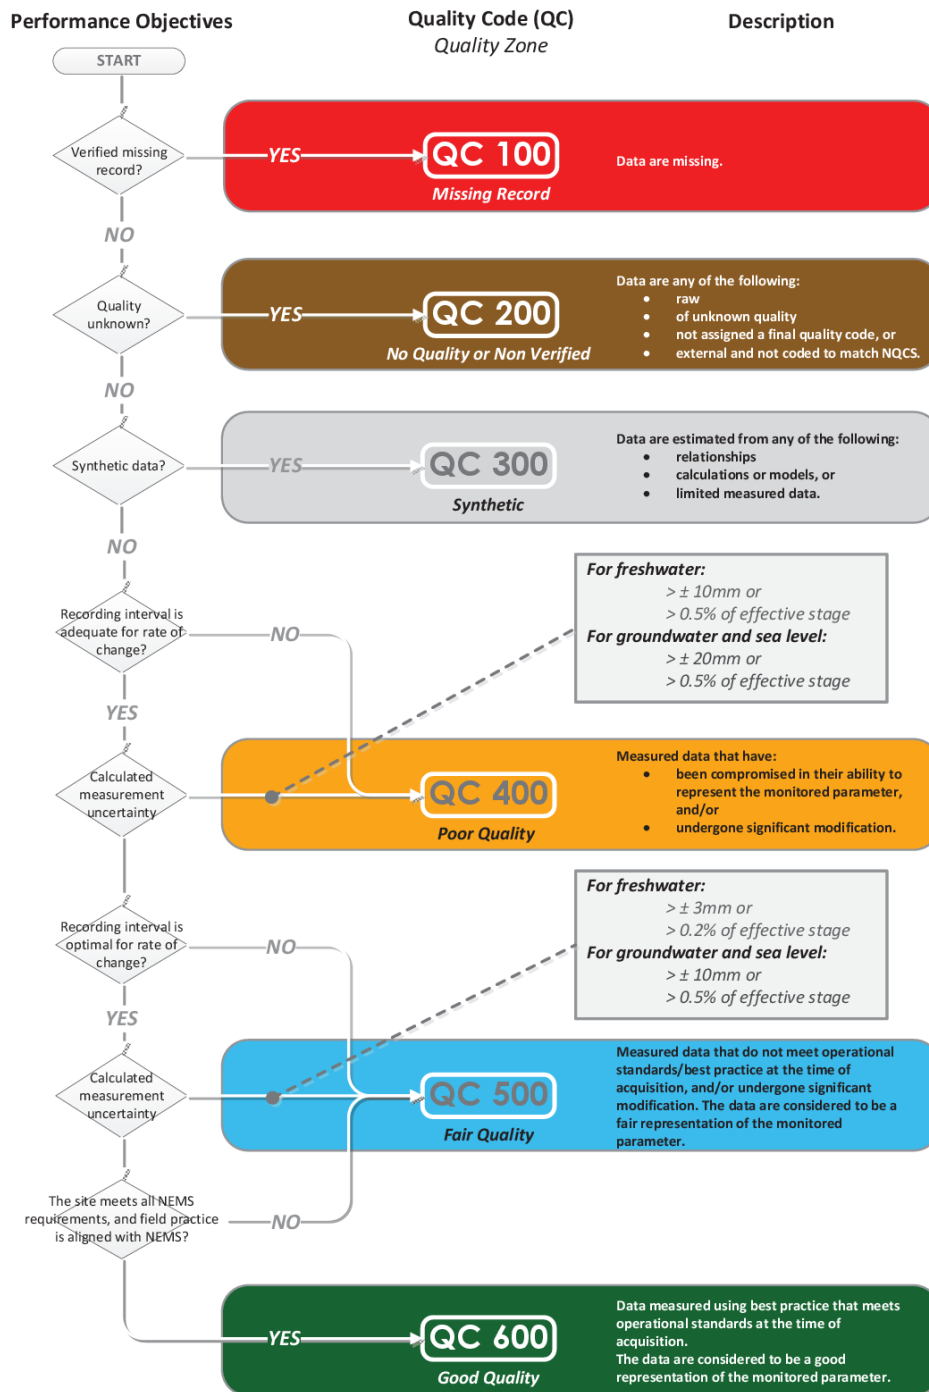 Performance Objectives
Quality Code (QC)
Quality Zone
Description
START
Verified missing
record?
YES
QC 100
Missing Record
Data are missing.
NO
Quality
unknown?
YES
QC 200
No Quality or Non Verified
Data are any of the following:
• raw
• of unknown quality
• not assigned a final quality code, or
• external and not coded to match NQCS.
NO
Synthetic data?
YES
QC 300
Synthetic
Data are estimated from any of the following:
• relationships
• calculations or models, or
• limited measured data.
NO
Recording interval is
adequate for rate of
change?
NO
For freshwater:
> ± 10mm or
> 0.5% of effective stage
For groundwater and sea level:
> ± 20mm or
> 0.5% of effective stage
YES
Calculated
measurement
uncertainty
QC 400
Poor Quality
Measured data that have:
• been compromised in their ability to
represent the monitored parameter,
and/or
• undergone significant modification.
For freshwater:
> ± 3mm or
> 0.2% of effective stage
For groundwater and sea level:
> ± 10mm or
> 0.5% of effective stage
Recording interval is
optimal for rate of
change?
NO
YES
Calculated
measurement
uncertainty
QC 500
Fair Quality
Measured data that do not meet operational
standards/best practice at the time of
acquisition, and/or undergone significant
modification. The data are considered to be a
fair representation of the monitored
parameter.
The site meets all NEMS
requirements, and field practice
is aligned with NEMS?
NO
YES
QC 600
Good Quality
Data measured using best practice that meets
operational standards at the time of
acquisition.
The data are considered to be a good
representation of the monitored parameter.